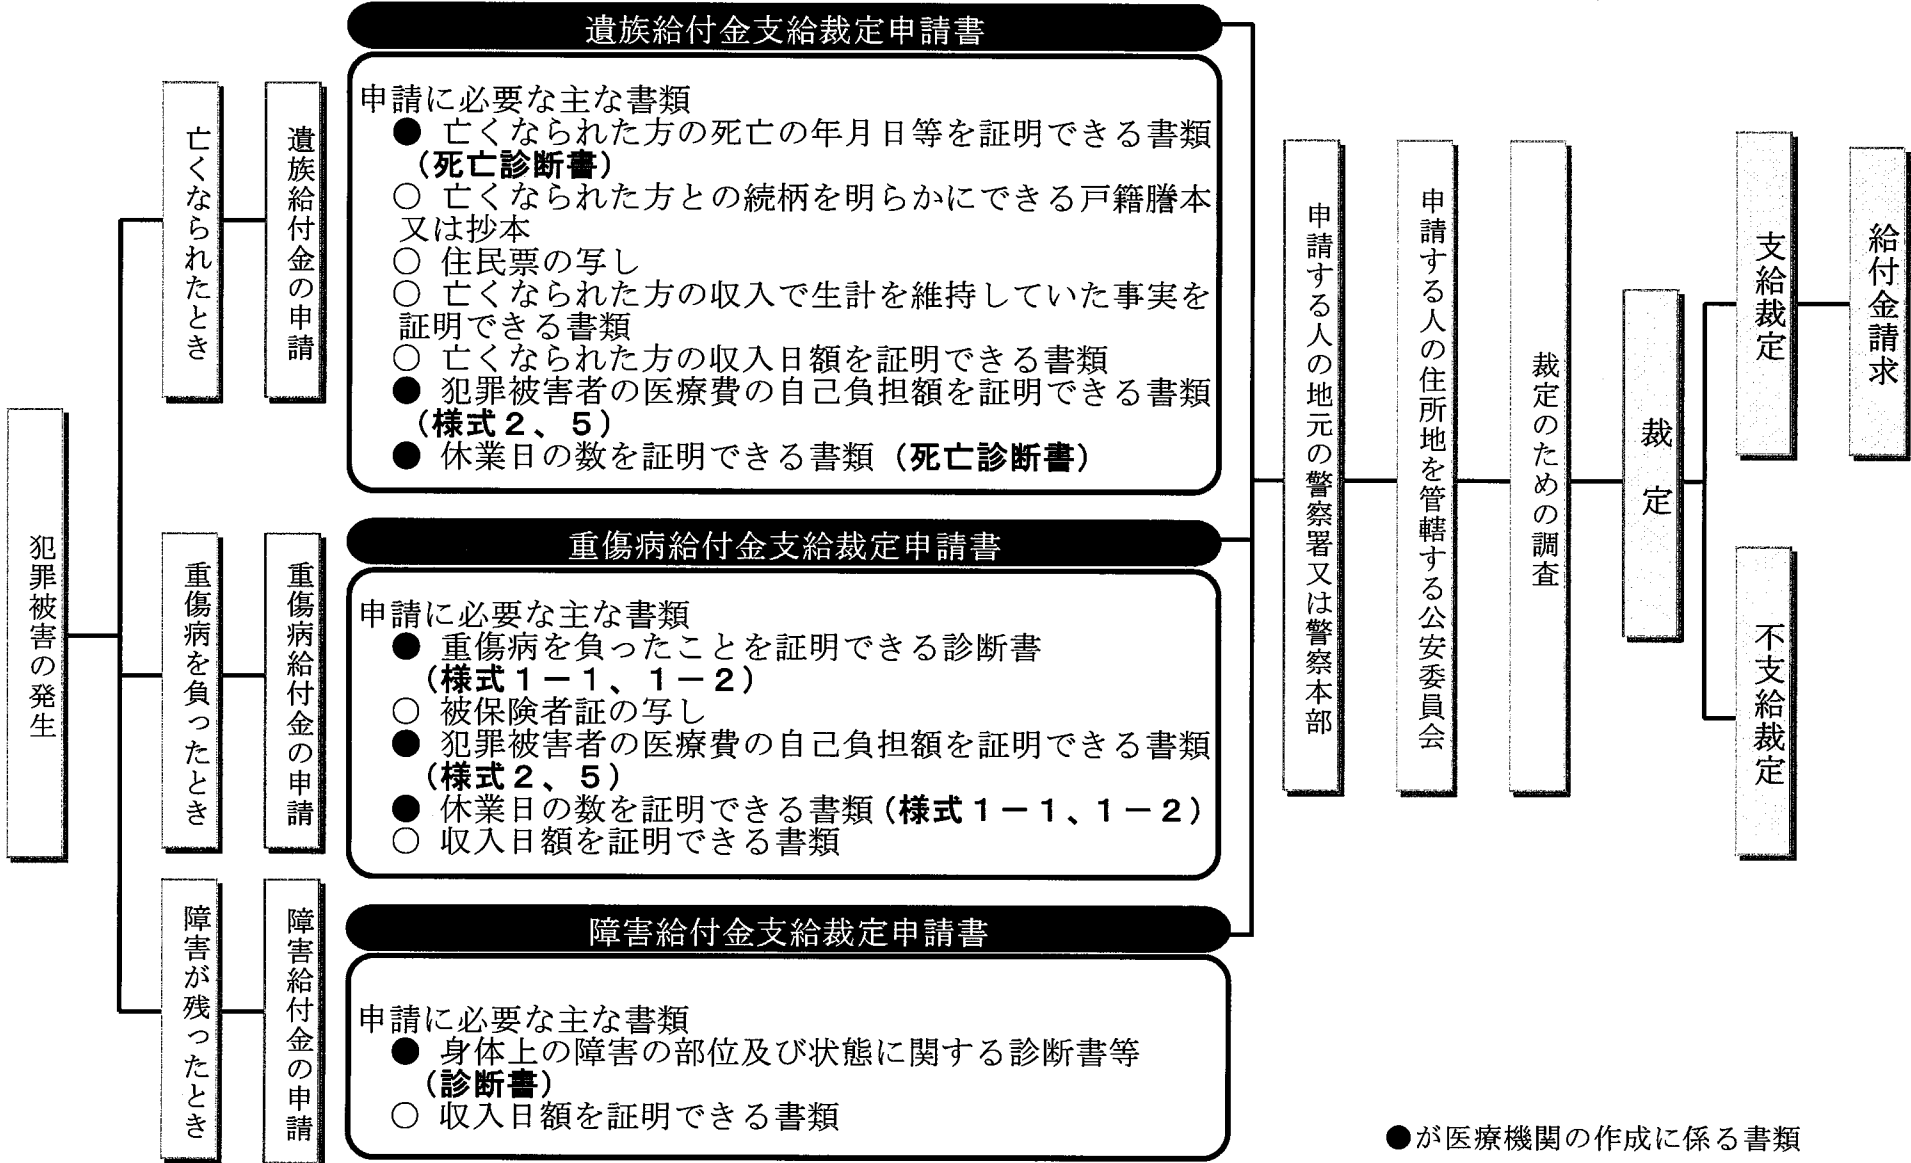 犯罪被害の発生
亡くなられたとき
遺族給付金の申請
遺族給付金支給裁定申請書
申請に必要な主な書類
● 亡くなられた方の死亡の年月日等を証明できる書類
（死亡診断書）
○ 亡くなられた方との続柄を明らかにできる戸籍謄本
又は抄本
○ 住民票の写し
○ 亡くなられた方の収入で生計を維持していた事実を
証明できる書類
○ 亡くなられた方の収入日額を証明できる書類
● 犯罪被害者の医療費の自己負担額を証明できる書類
（様式２、５）
● 休業日の数を証明できる書類（死亡診断書）
重傷病を負ったとき
重傷病給付金の申請
重傷病給付金支給裁定申請書
申請に必要な主な書類
● 重傷病を負ったことを証明できる診断書
（様式１－１、１－２）
○ 被保険者証の写し
● 犯罪被害者の医療費の自己負担額を証明できる書類
（様式２、５）
● 休業日の数を証明できる書類（様式１－１、１－２）
○ 収入日額を証明できる書類
障害が残ったとき
障害給付金の申請
障害給付金支給裁定申請書
申請に必要な主な書類
● 身体上の障害の部位及び状態に関する診断書等
（診断書）
○ 収入日額を証明できる書類
申請する人の地元の警察署又は警察本部
申請する人の住所地を管轄する公安委員会
裁定のための調査
裁定
支給裁定
給付金請求
不支給裁定
●が医療機関の作成に係る書類